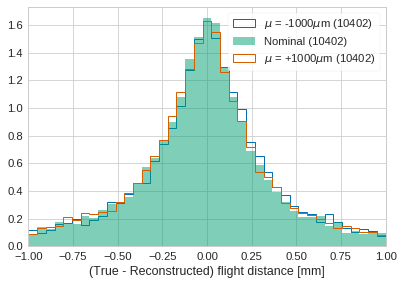 μ = -1000μm (10402)
Nominal (10402)
μ = +1000μm (10402)
1.6
1.4
1.2
1.0
0.8
0.6
0.4
0.2
0.0
−1.00 −0.75 −0.50 −0.25 0.00 0.25 0.50 0.75 1.00
(True - Reconstructed) flight distance [mm]